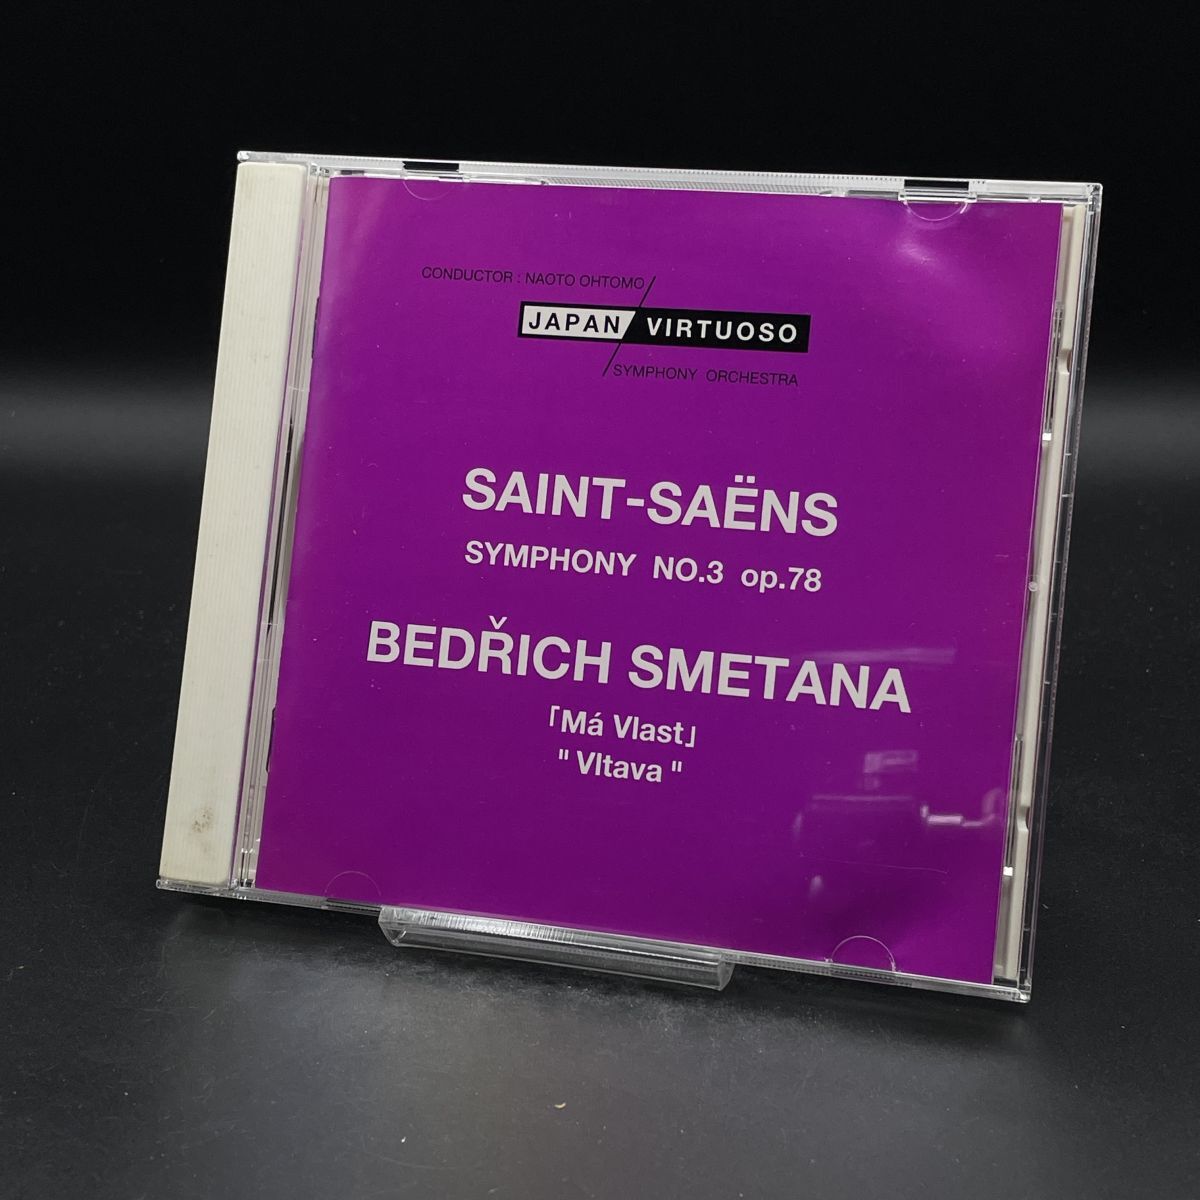 CONDUCTOR : NAOTO OHTOMO
JAPAN VIRTUOSO
SYMPHONY ORCHESTRA
SAINT-SAËNS
SYMPHONY NO.3 op.78
BEDŘICH SMETANA
「Má Vlast」
" Vltava "